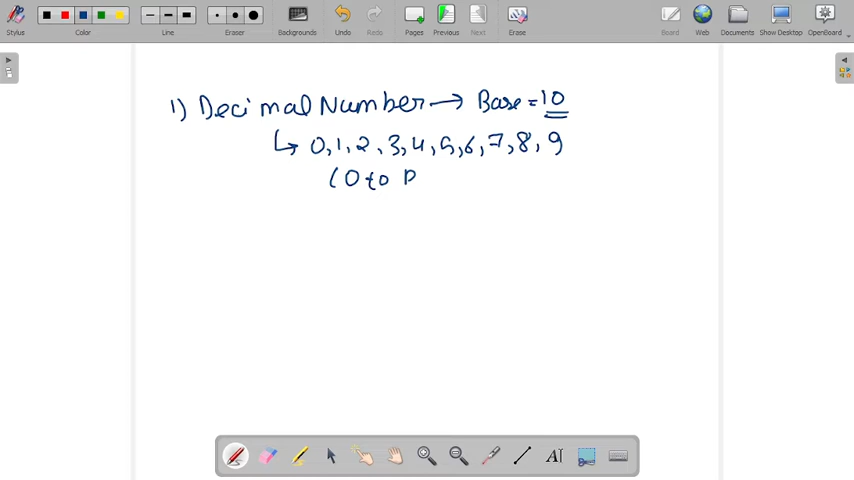 Stylus
Color
Line
Eraser
Backgrounds
Undo
Redo
Pages
Previous
Next
Erase
Board
Web
Documents
Show Desktop
OpenBoard
1) Decimal Number → Base = 10
↳ 0, 1, 2, 3, 4, 5, 6, 7, 8, 9
(0 to